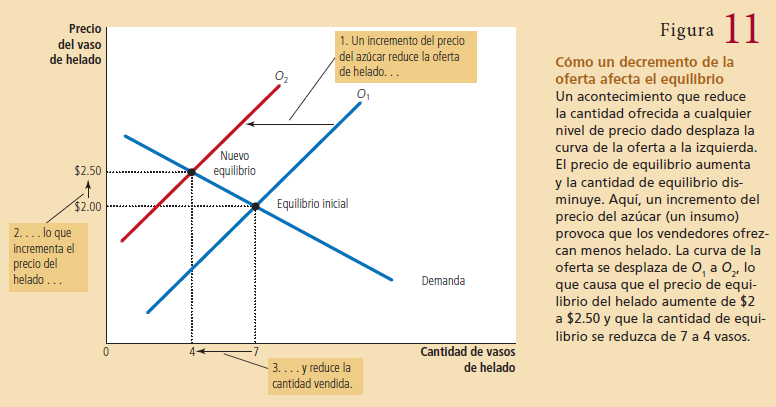 Precio
del vaso
de helado
1. Un incremento del precio
del azúcar reduce la oferta
de helado. . .
O2
O1
Nuevo
equilibrio
$2.50
$2.00
Equilibrio inicial
2. . . . lo que
incrementa el
precio del
helado . . .
Demanda
0
4
7
Cantidad de vasos
de helado
3. . . . y reduce la
cantidad vendida.
Figura 11
Cómo un decremento de la
oferta afecta el equilibrio
Un acontecimiento que reduce
la cantidad ofrecida a cualquier
nivel de precio dado desplaza la
curva de la oferta a la izquierda.
El precio de equilibrio aumenta
y la cantidad de equilibrio dis-
minuye. Aquí, un incremento del
precio del azúcar (un insumo)
provoca que los vendedores ofrez-
can menos helado. La curva de la
oferta se desplaza de O1 a O2, lo
que causa que el precio de equi-
librio del helado aumente de $2
a $2.50 y que la cantidad de equi-
librio se reduzca de 7 a 4 vasos.